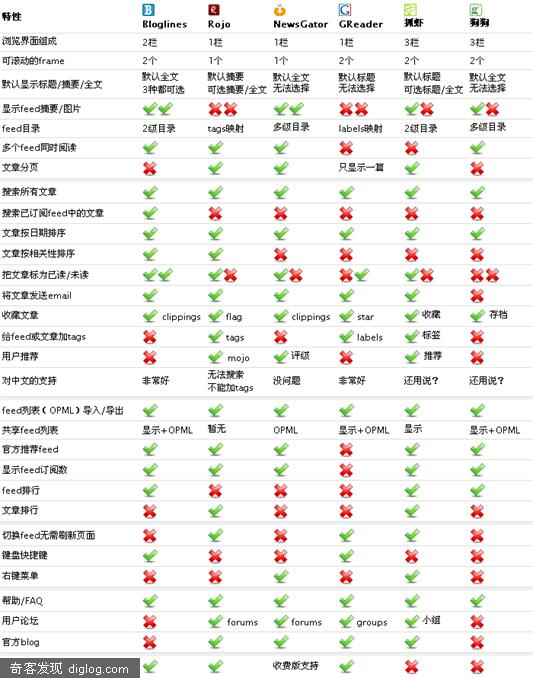 特性 Bloglines Rojo NewsGator GReader 抓虾 狗狗
浏览界面组成 2栏 1栏 1栏 1栏 3栏 3栏
可滚动的frame 2个 1个 1个 2个 2个 2个
默认显示标题/摘要/全文 默认全文 默认摘要 默认全文 默认标题 默认标题 默认全文
3种都可选 可选摘要/全文 无法选择 无法选择 可选标题/全文 无法选择
显示feed摘要/图片
feed目录 2级目录 tags映射 多级目录 labels映射 2级目录 多级目录
多个feed同时阅读
文章分页 只显示一篇
搜索所有文章
搜索已订阅feed中的文章
文章按日期排序
文章按相关性排序
把文章标为已读/未读
将文章发送email
收藏文章 clippings flag clippings star 收藏 存档
给feed或文章加tags tags labels 标签
用户推荐 mojo 评级 推荐
对中文的支持 非常好 无法搜索 没问题 非常好 还用说? 还用说?
不能加tags
feed列表(OPML)导入/导出
共享feed列表 显示+OPML 暂无 OPML 显示+OPML 显示 显示+OPML
官方推荐feed
显示feed订阅数
feed排行
文章排行
切换feed无需刷新页面
键盘快捷键
右键菜单
帮助/FAQ
用户论坛 forums forums groups 小组
官方blog
奇客发现 diglog.com 收费版支持